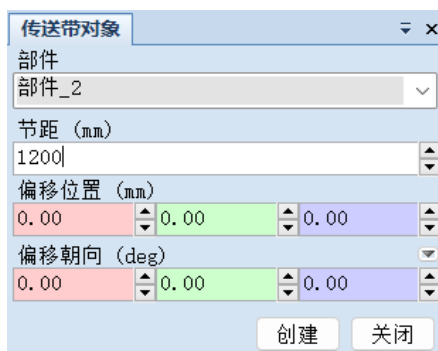 传送带对象
部件
部件_2
节距 (mm)
1200
偏移位置 (mm)
0.00 0.00 0.00
偏移朝向 (deg)
0.00 0.00 0.00
创建 关闭